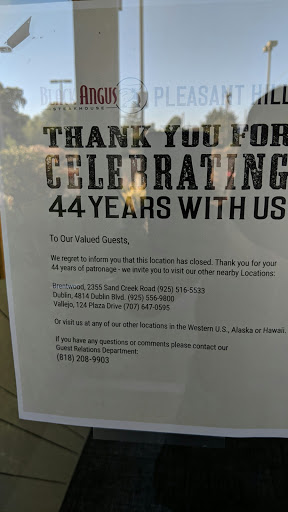 BLACK ANGUS PLEASANT HILL
STEAKHOUSE
THANK YOU FOR
CELEBRATING
44 YEARS WITH US
To Our Valued Guests,
We regret to inform you that this location has closed. Thank you for your
44 years of patronage - we invite you to visit our other nearby Locations:
Brentwood, 2355 Sand Creek Road (925) 516-5533
Dublin, 4814 Dublin Blvd. (925) 556-9800
Vallejo, 124 Plaza Drive (707) 647-0595
Or visit us at any of our other locations in the Western U.S., Alaska or Hawaii.
If you have any questions or comments please contact our
Guest Relations Department:
(818) 208-9903